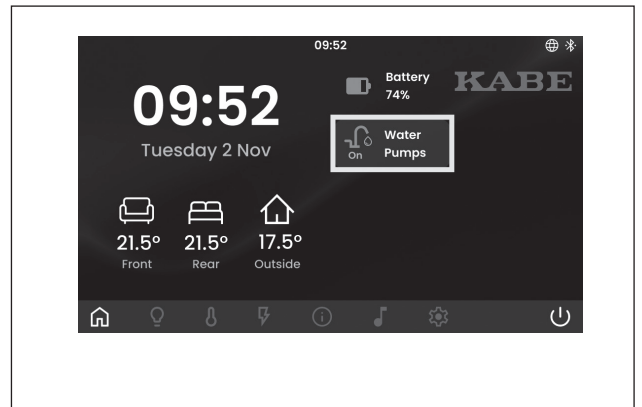 09:52
KABE
09:52
Tuesday 2 Nov
Battery
74%
Water
Pumps
On
21.5°
21.5°
17.5°
Front
Rear
Outside